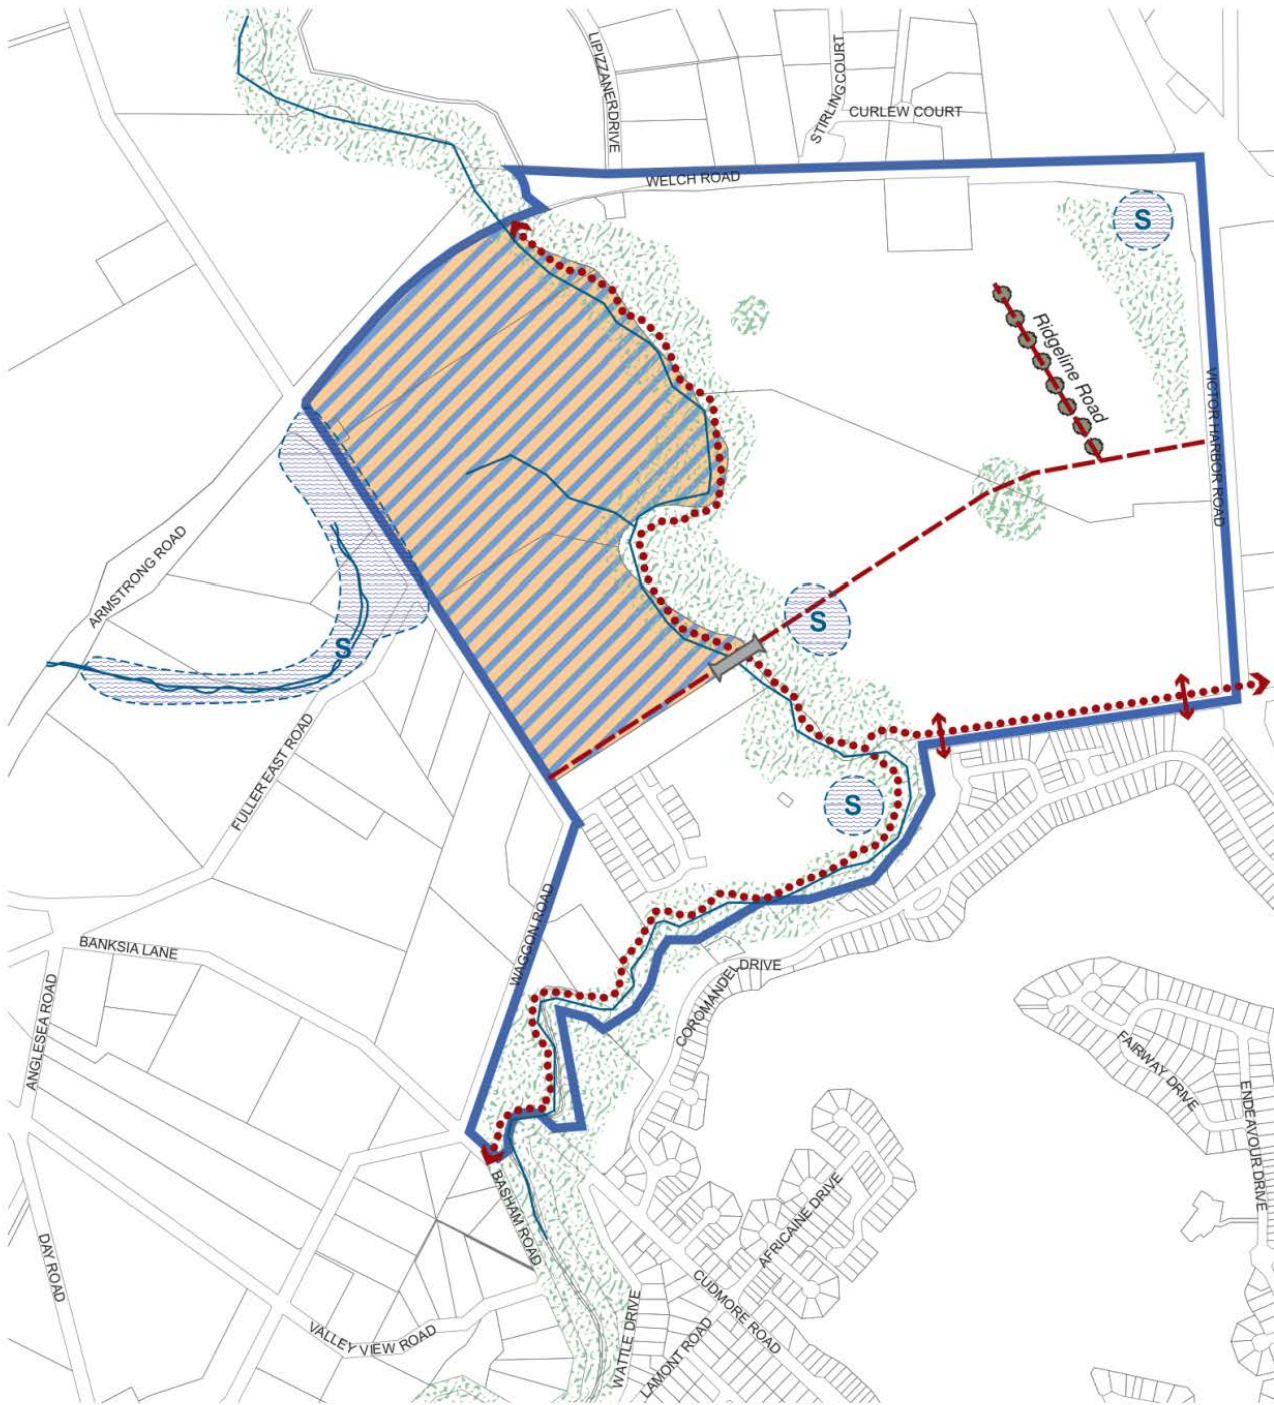 LIPIZZANERDRIVE
STIRLINGCOURT
CURLEW COURT
WELCH ROAD
S
Ridgeline Road
VICTOR HARBOR ROAD
ARMSTRONG ROAD
S
S
FULLER EAST ROAD
S
WAGGON ROAD
BANKSIA LANE
COROMANDEL DRIVE
ANGLESEA ROAD
FAIRWAY DRIVE
ENDEAVOUR DRIVE
BASHAM ROAD
AFRICAINE DRIVE
DAY ROAD
CUDMORE ROAD
VALLEY VIEW ROAD
WATTLE DRIVE
LAMONT ROAD